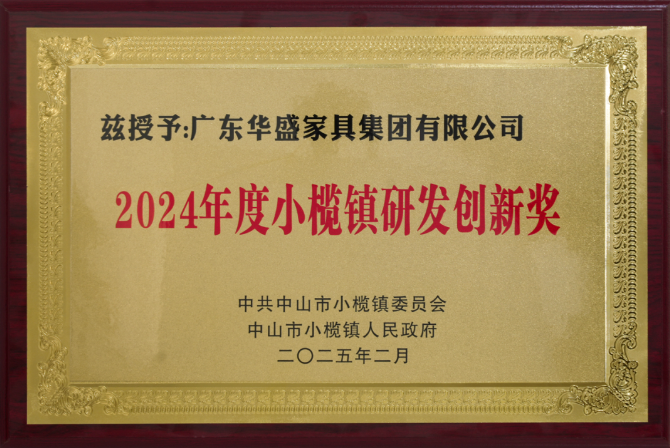 兹授予:广东华盛家具集团有限公司
2024年度小榄镇研发创新奖
中共中山市小榄镇委员会
中山市小榄镇人民政府
二〇二五年二月